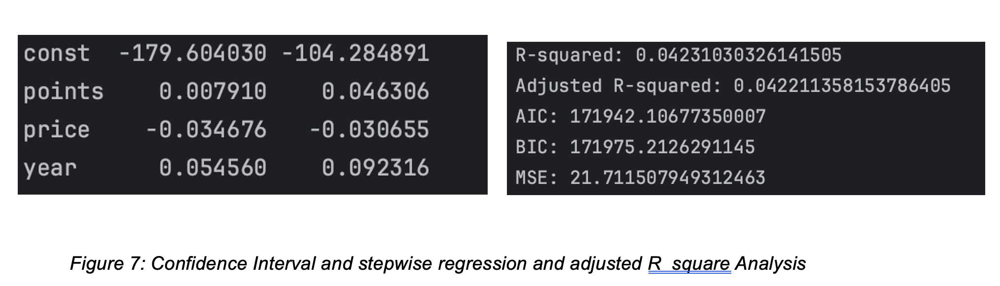 const -179.604030 -104.284891
points 0.007910 0.046306
price -0.034676 -0.030655
year 0.054560 0.092316
R-squared: 0.04231030326141505
Adjusted R-squared: 0.042211358153786405
AIC: 171942.10677350007
BIC: 171975.2126291145
MSE: 21.711507949312463
Figure 7: Confidence Interval and stepwise regression and adjusted R square Analysis